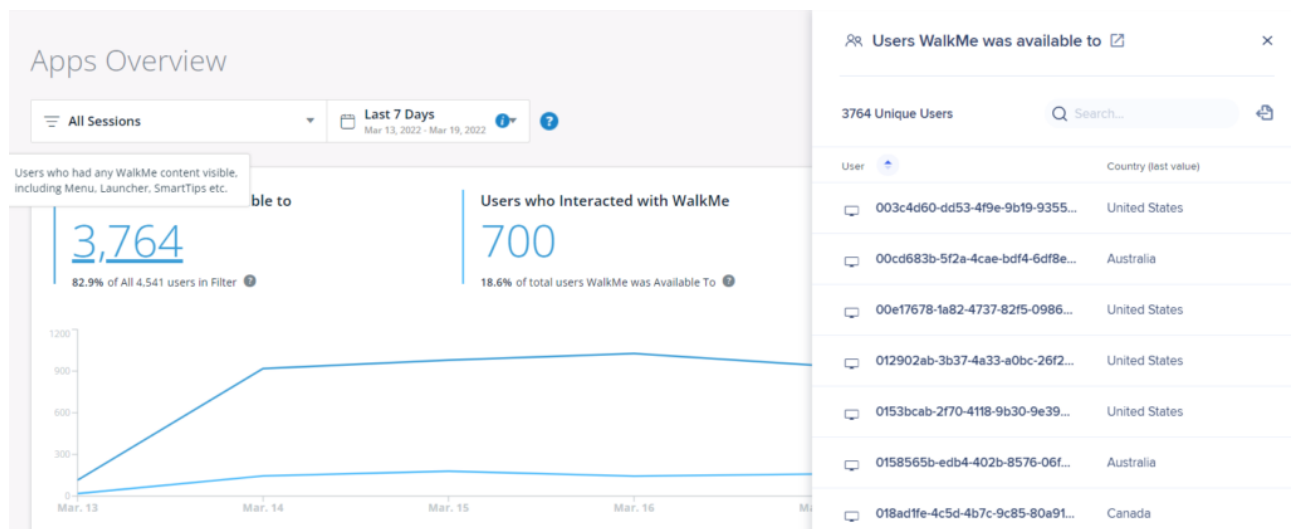 Apps Overview
All Sessions
Last 7 Days
Mar 13, 2022 - Mar 19, 2022
Users who had any WalkMe content visible,
including Menu, Launcher, SmartTips etc.
ble to
3,764
82.9% of All 4,541 users in Filter
Users who Interacted with WalkMe
700
18.6% of total users WalkMe was Available To
1200
900
600
300
0
Mar. 13
Mar. 14
Mar. 15
Mar. 16
Users WalkMe was available to
3764 Unique Users
Search...
User
Country (last value)
003c4d60-dd53-4f9e-9b19-9355... United States
00cd683b-5f2a-4cae-bdf4-6df8e... Australia
00e17678-1a82-4737-82f5-0986... United States
012902ab-3b37-4a33-a0bc-26f2... United States
0153bcab-2f70-4118-9b30-9e39... United States
0158565b-edb4-402b-8576-06f... Australia
018ad1fe-4c5d-4b7c-9c85-80a91... Canada